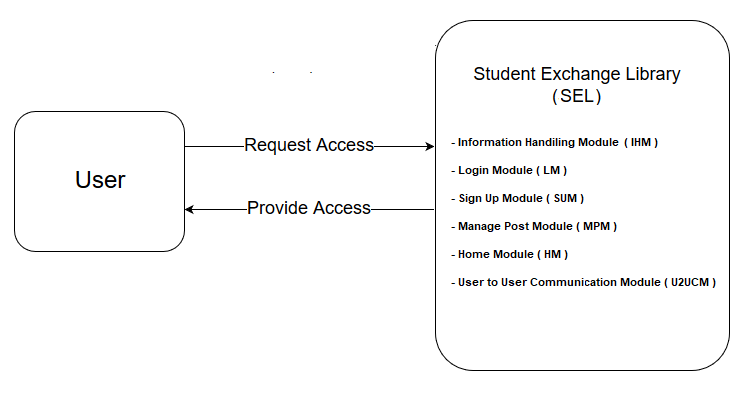 Student Exchange Library
(SEL)
User
Request Access
Provide Access
- Information Handiling Module ( IHM )
- Login Module ( LM )
- Sign Up Module ( SUM )
- Manage Post Module ( MPM )
- Home Module ( HM )
- User to User Communication Module ( U2UCM )